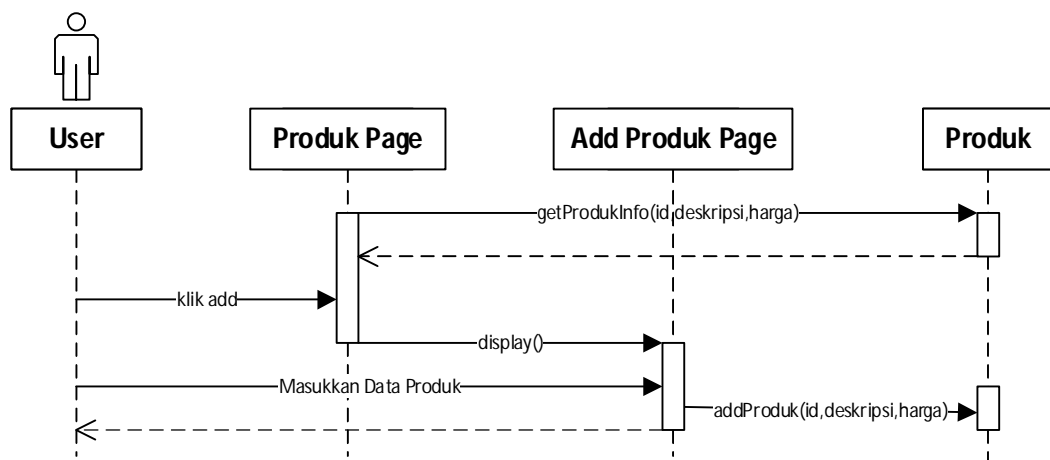 User
Produk Page
Add Produk Page
Produk
getProdukInfo(id,deskripsi,harga)
klik add
display()
Masukkan Data Produk
addProduk(id,deskripsi,harga)